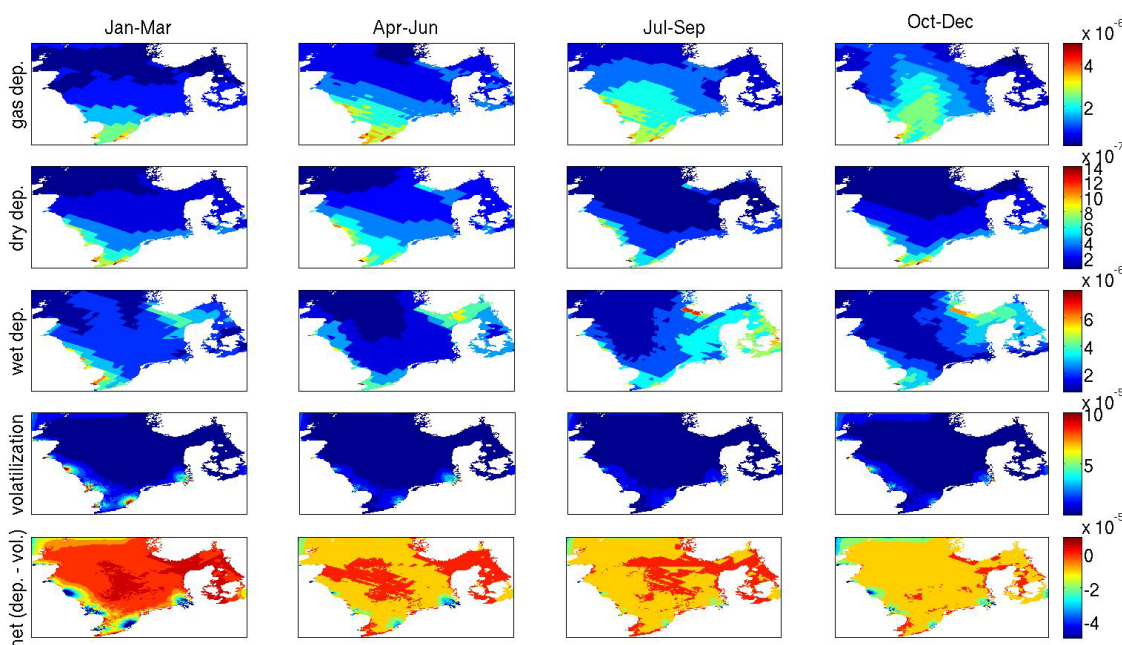 Jan-Mar Apr-Jun Jul-Sep Oct-Dec
x 10⁻⁶
gas dep.
4
2
x 10⁻⁷
dry dep.
14
12
10
8
6
4
2
x 10⁻⁶
wet dep.
8
6
4
2
x 10⁻⁵
volatilization
10
5
x 10⁻⁵
net (dep. - vol.)
0
-2
-4